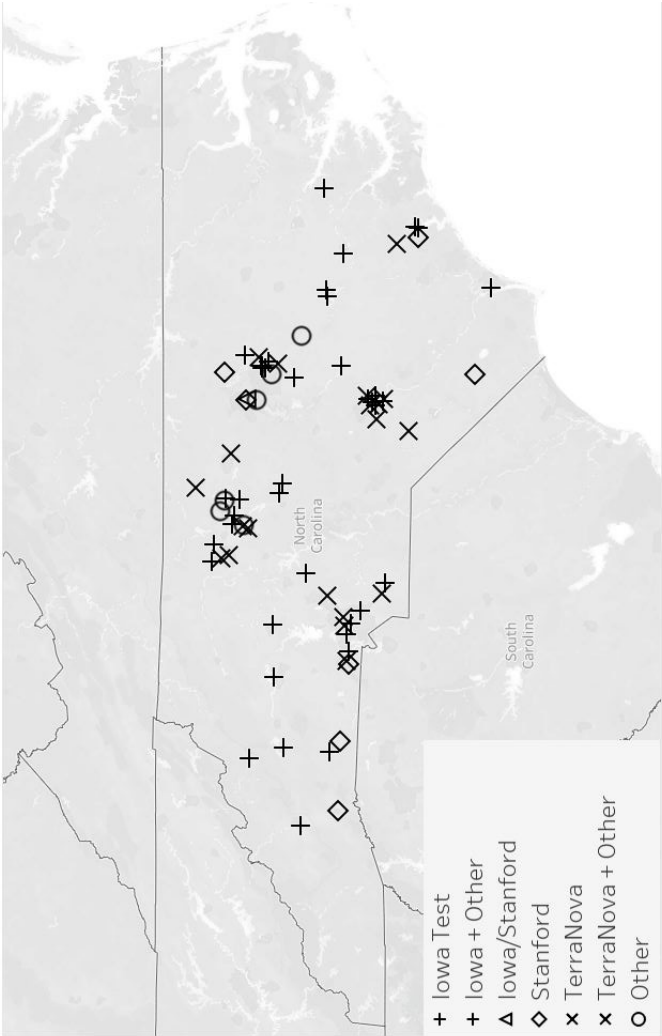 North
Carolina
South
Carolina
Iowa Test
Iowa + Other
Iowa/Stanford
Stanford
TerraNova
TerraNova + Other
Other